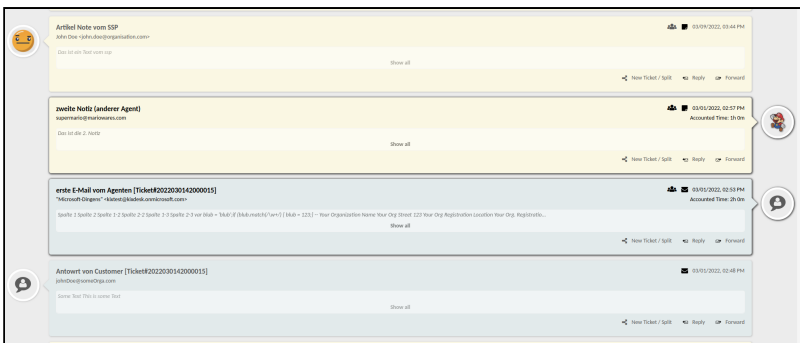 Artikel Note vom SSP
03/09/2022, 03:44 PM
John Doe <john.doe@organisation.com>
Das ist ein Text vom ssp
Show all
New Ticket / Split Reply Forward
zweite Notiz (anderer Agent)
03/01/2022, 02:57 PM
supermario@mariowares.com
Accounted Time: 1h 0m
Das ist die 2. Notiz
Show all
New Ticket / Split Reply Forward
erste E-Mail vom Agenten [Ticket#2022030142000015]
03/01/2022, 02:53 PM
"Microsoft-Dingens" <kixtest@kixdesk.onmicrosoft.com>
Accounted Time: 2h 0m
Spalte 1 Spalte 2 Spalte 1-2 Spalte 2-2 Spalte 1-3 Spalte 2-3 var blub = 'blub';if (blub.match(/\w+/) { blub = 123;} -- Your Organization Name Your Org Street 123 Your Org Registration Location Your Org. Registratio...
Show all
New Ticket / Split Reply Forward
Antowrt von Customer [Ticket#2022030142000015]
03/01/2022, 02:48 PM
johnDoe@someOrga.com
Some Text This is some Text
Show all
New Ticket / Split Reply Forward